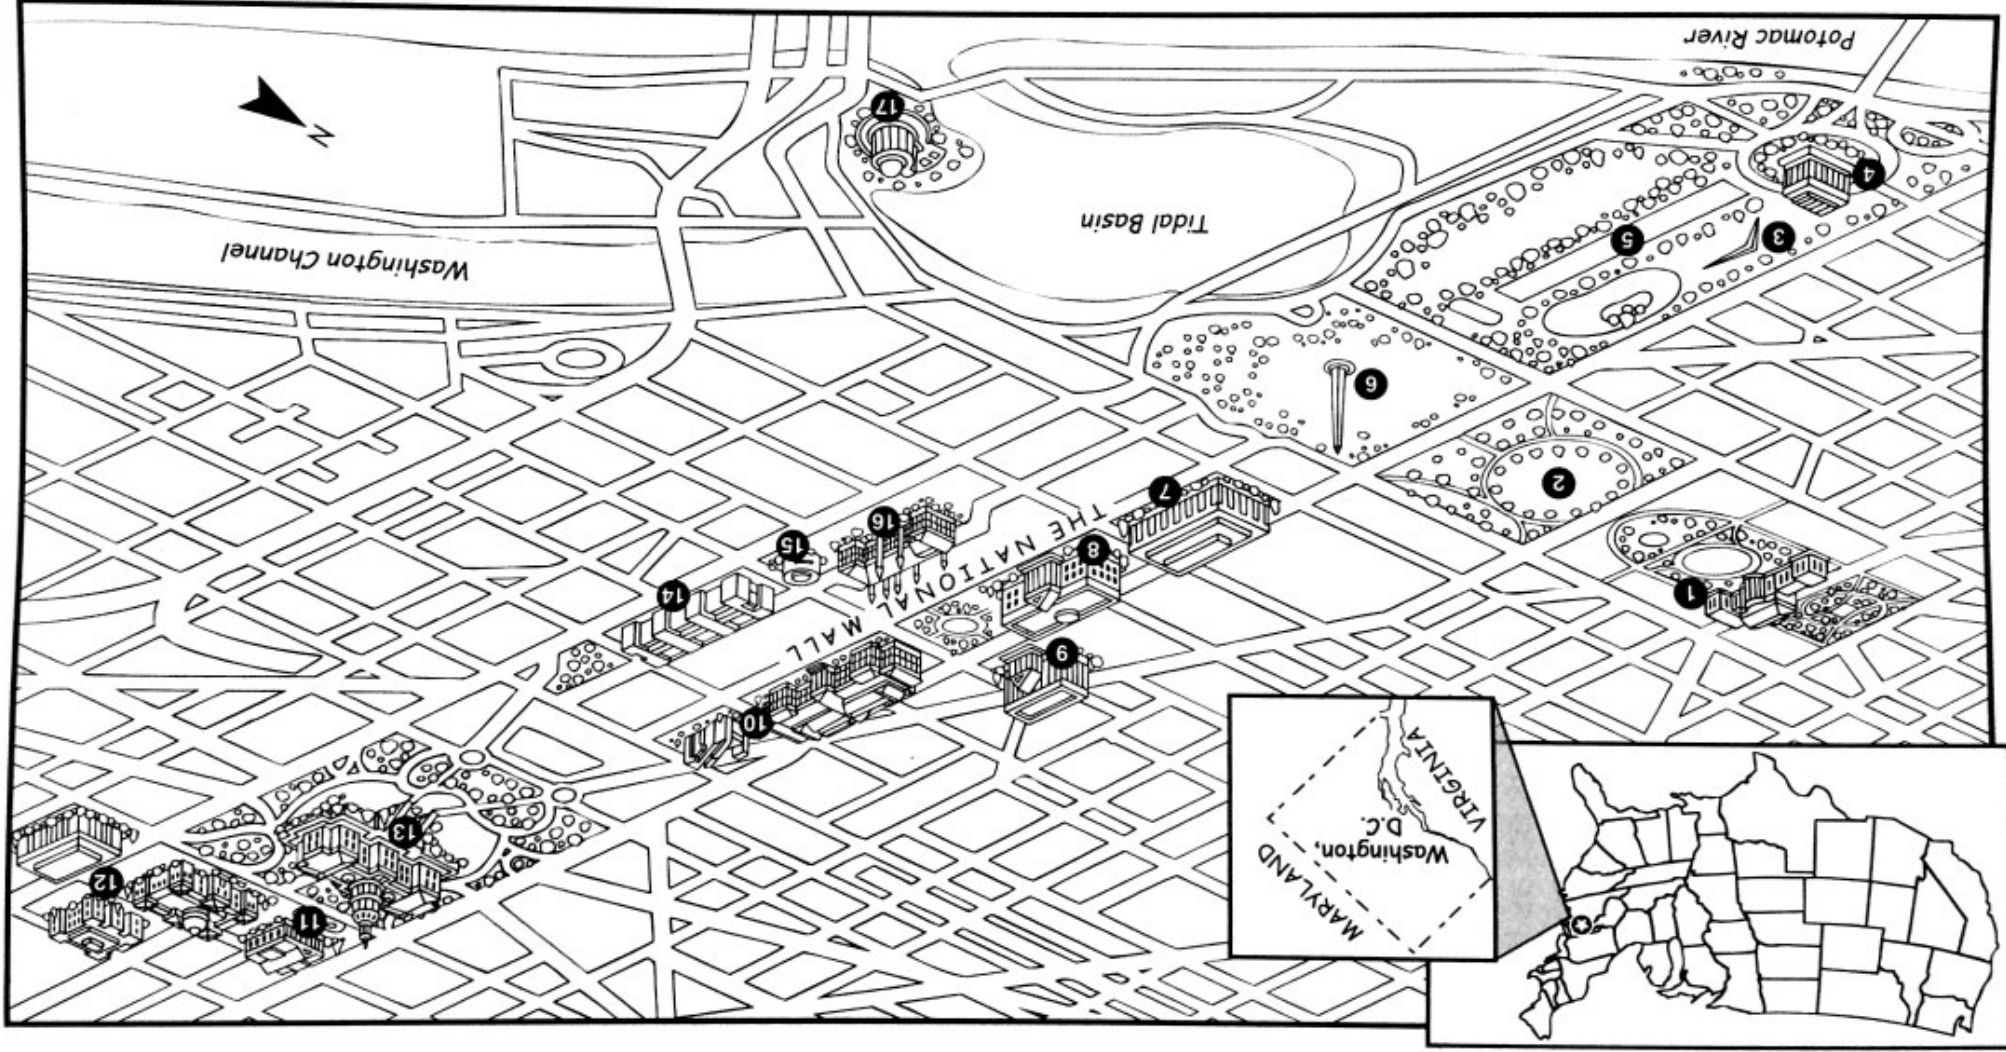 MARYLAND
Washington,
D.C.
VIRGINIA
11
12
13
10
9
1
14
8
15
16
THE NATIONAL MALL
7
2
6
Washington Channel
5
3
Tidal Basin
4
N
17
Potomac River